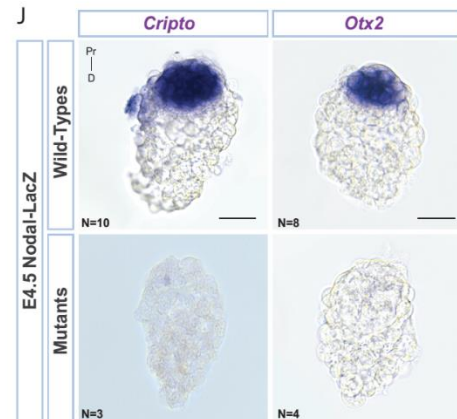 J
Cripto
Otx2
Pr
D
E4.5 Nodal-LacZ
Wild-Types
N=10
N=8
Mutants
N=3
N=4